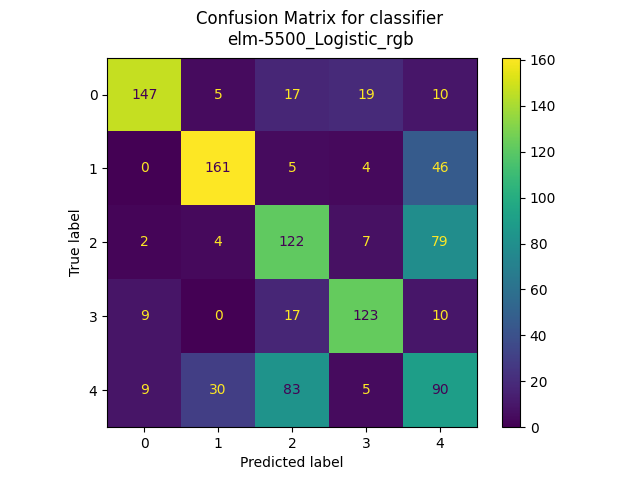 Confusion Matrix for classifier
elm-5500_Logistic_rgb
160
0 147 5 17 19 10
140
1 0 161 5 4 46
120
100
True label
2 2 4 122 7 79
80
60
3 9 0 17 123 10
40
4 9 30 83 5 90
20
0
0 1 2 3 4
Predicted label